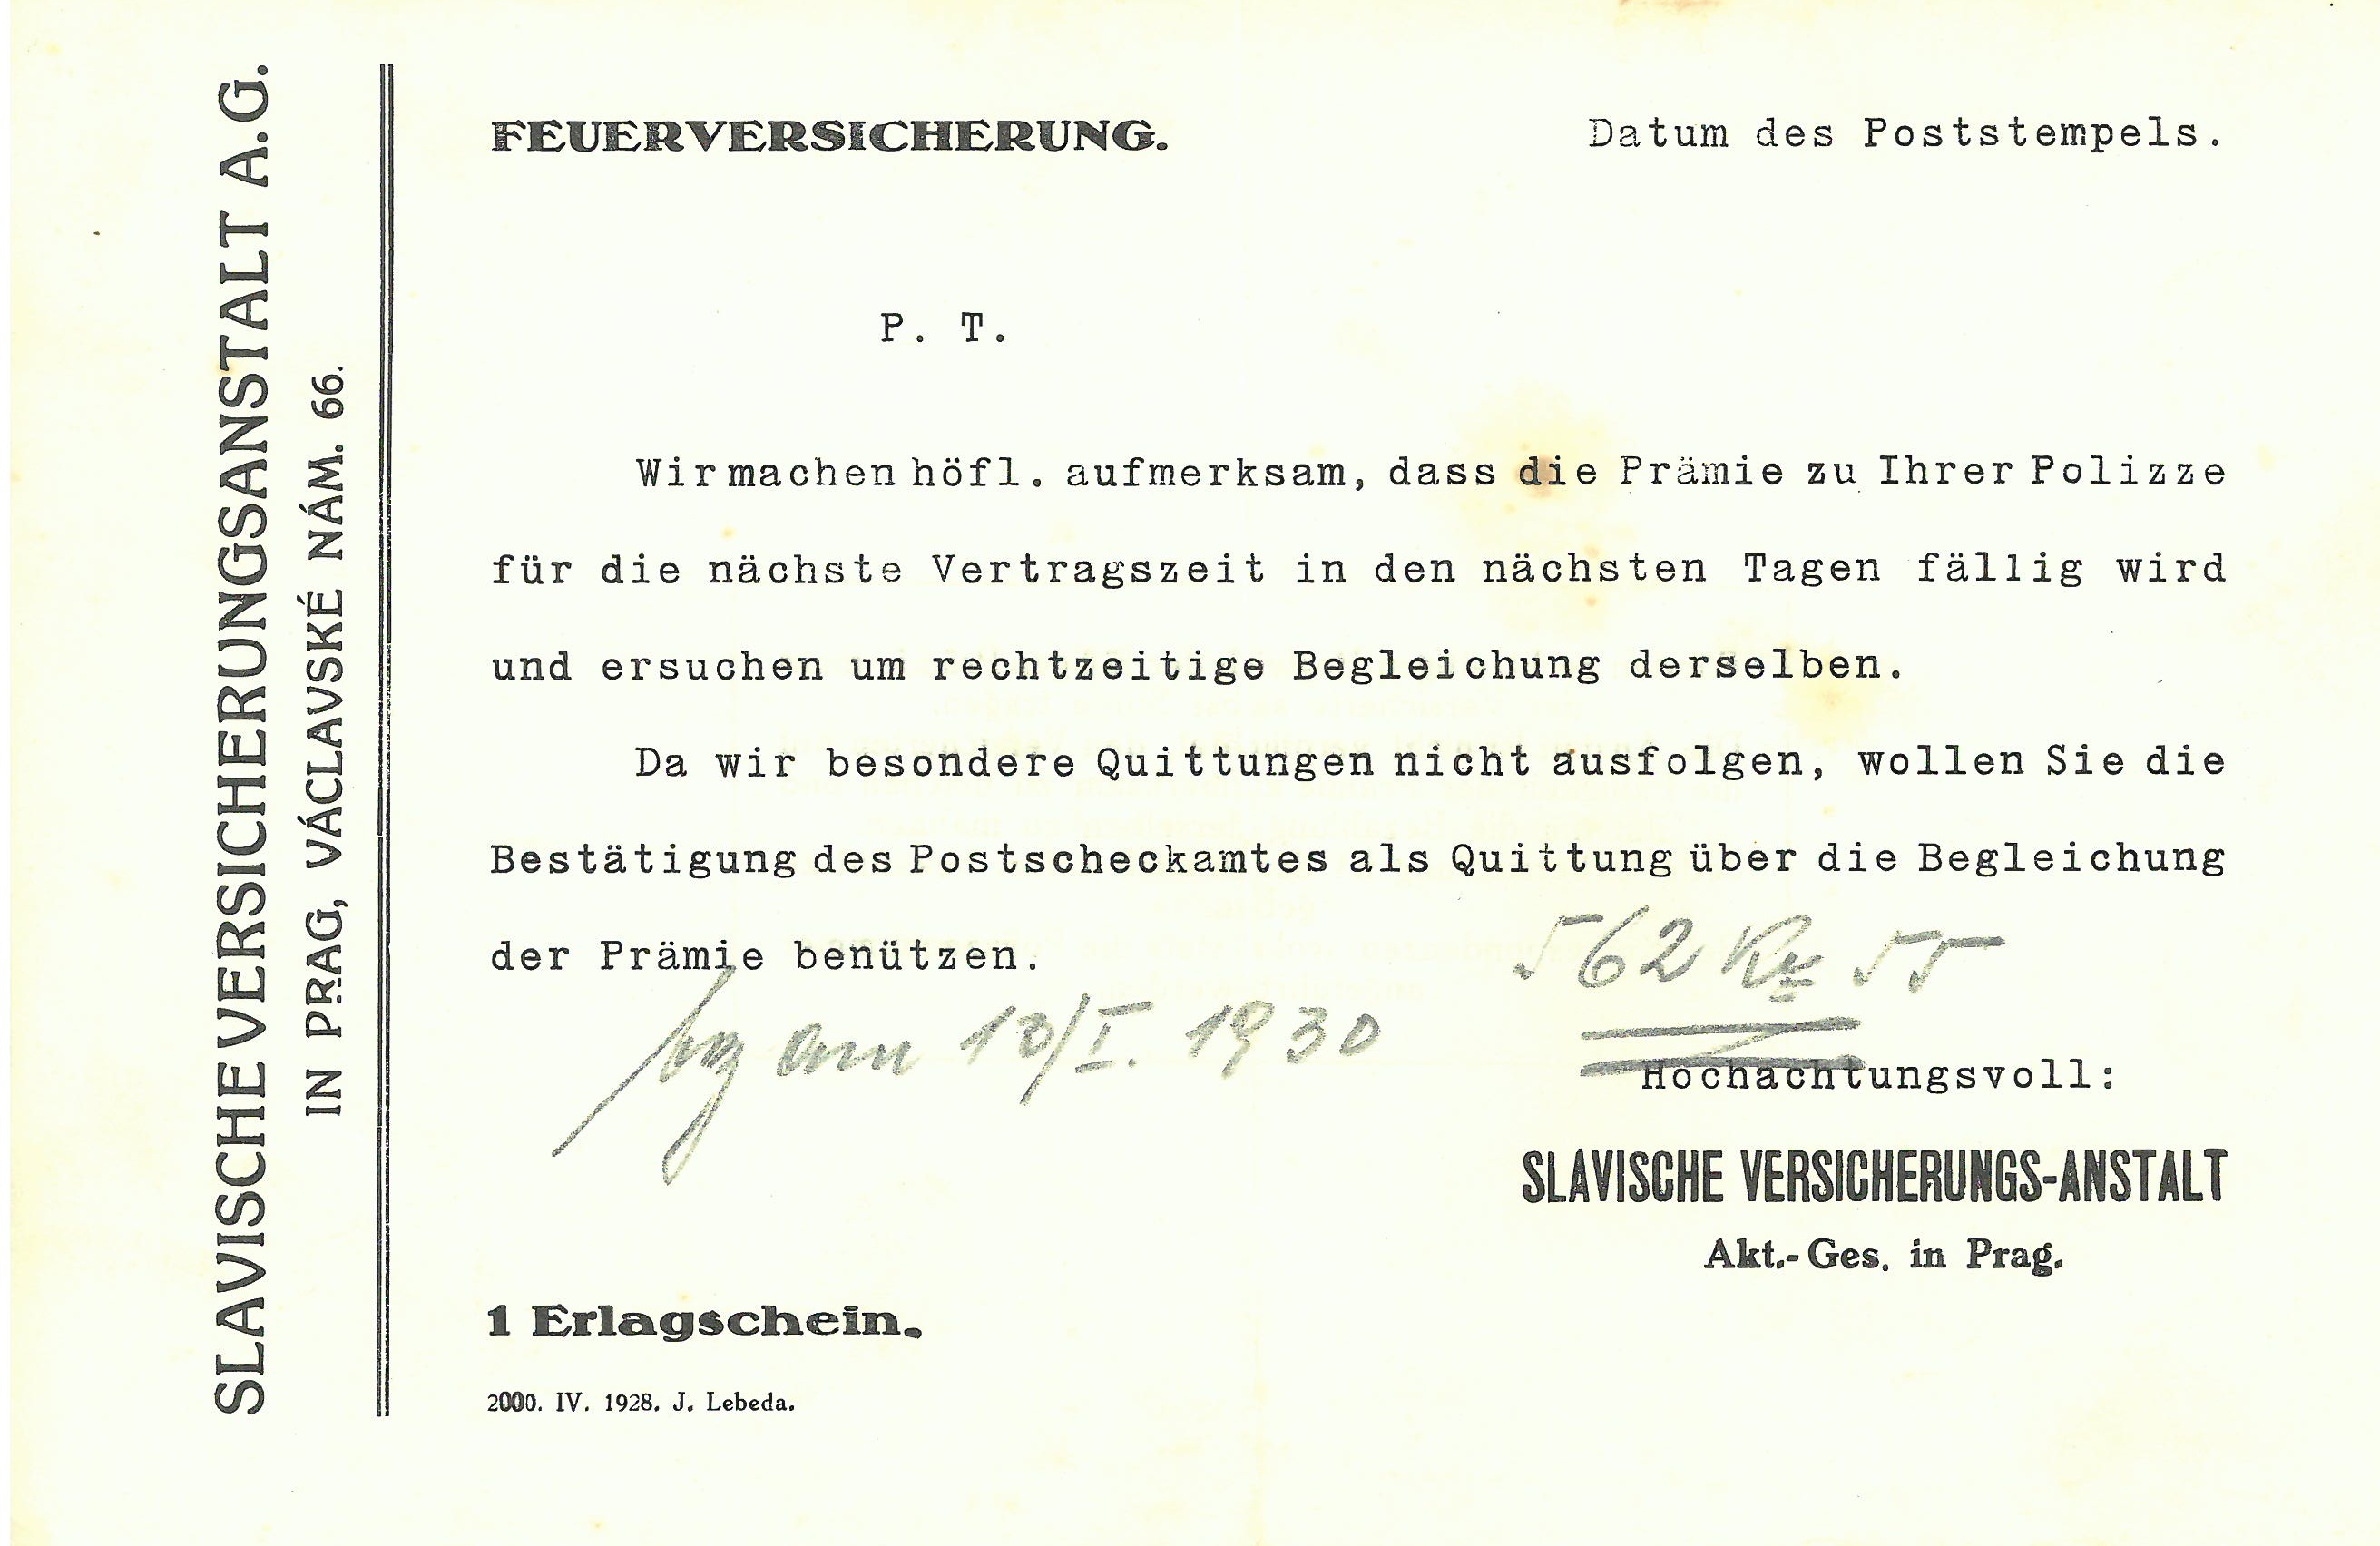 SLAVISCHE VERSICHERUNGSANSTALT A.G.
IN PRAG, VÁCLAVSKÉ NÁM. 66.
FEUERVERSICHERUNG.
Datum des Poststempels.
P. T.
Wir machen höfl. aufmerksam, dass die Prämie zu Ihrer Polizze
für die nächste Vertragszeit in den nächsten Tagen fällig wird
und ersuchen um rechtzeitige Begleichung derselben.
Da wir besondere Quittungen nicht ausfolgen, wollen Sie die
Bestätigung des Postscheckamtes als Quittung über die Begleichung
der Prämie benützen.
562 Kč 55
am 10/I. 1930
Hochachtungsvoll:
SLAVISCHE VERSICHERUNGS-ANSTALT
Akt.-Ges. in Prag.
1 Erlagschein.
2000. IV. 1928. J. Lebeda.